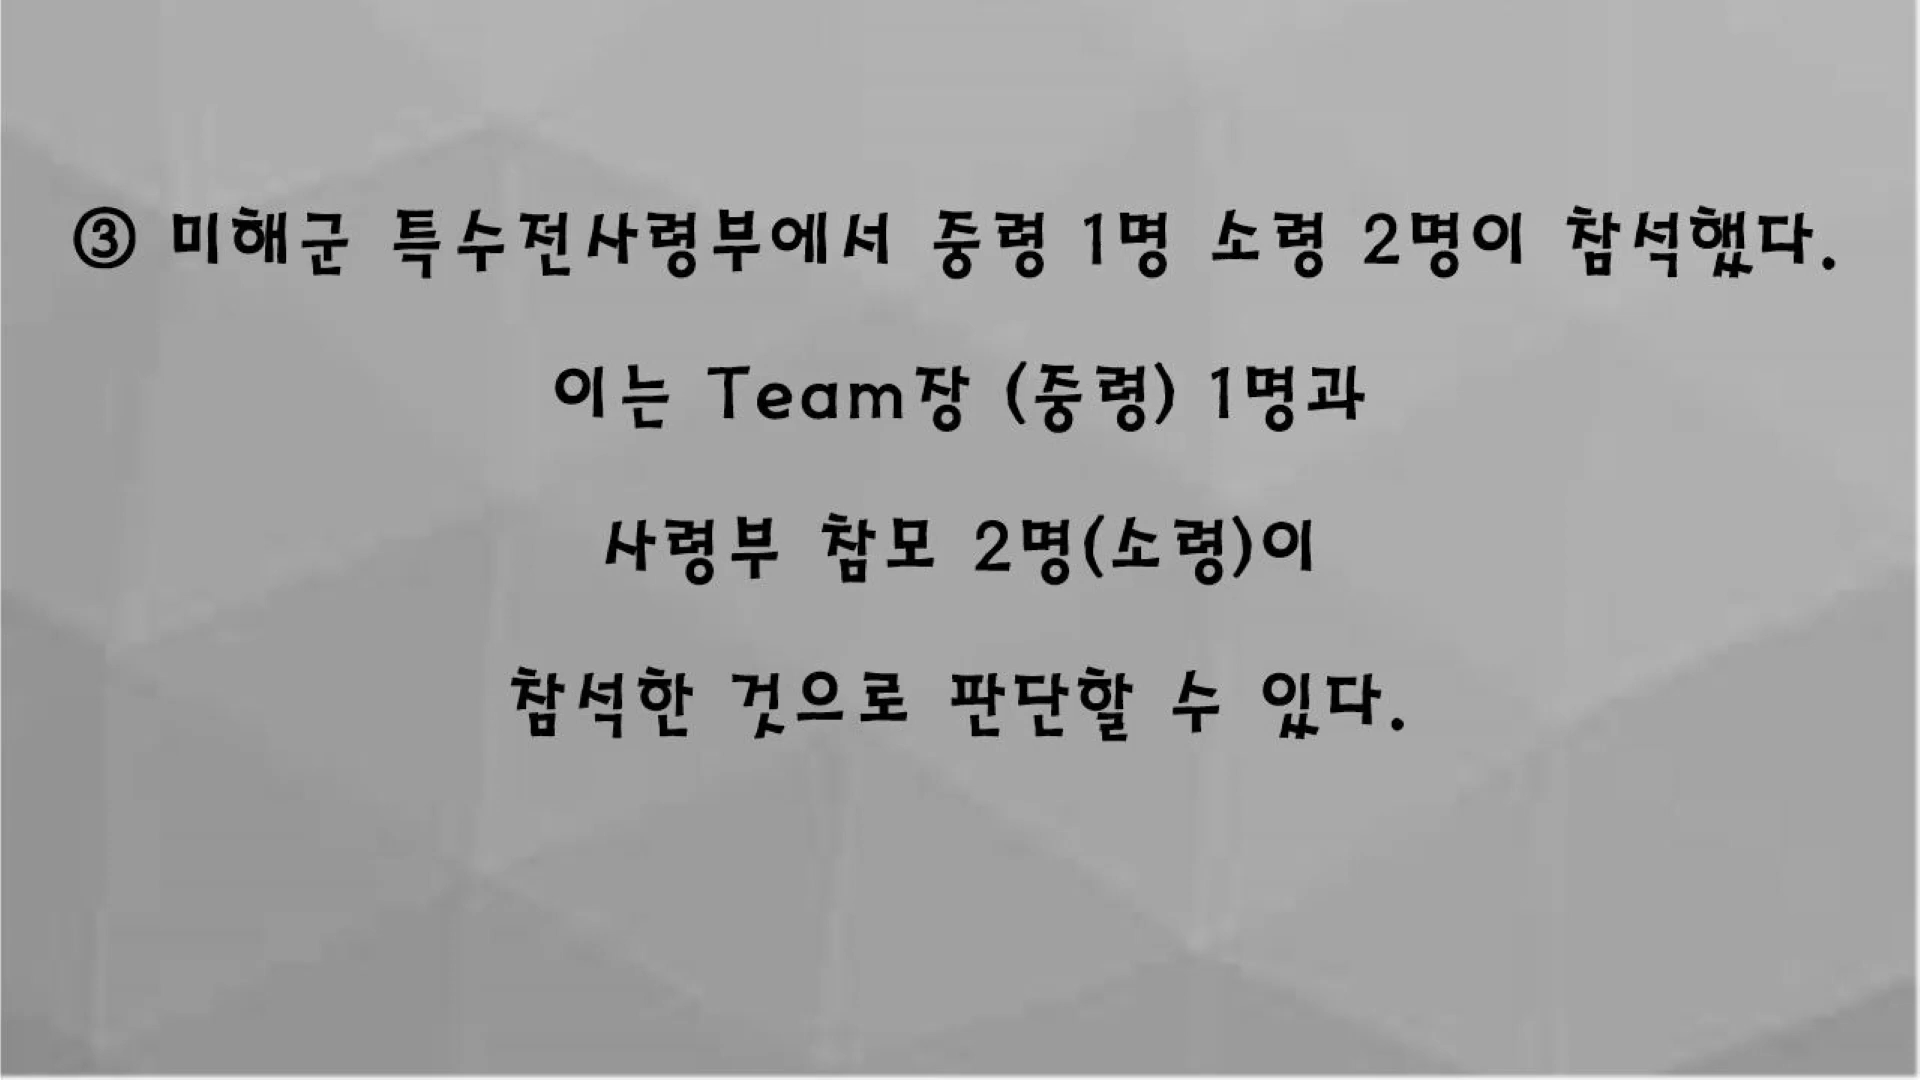 ③ 미해군 특수전사령부에서 중령 1명 소령 2명이 참석했다.
이는 Team장 (중령) 1명과
사령부 참모 2명(소령)이
참석한 것으로 판단할 수 있다.